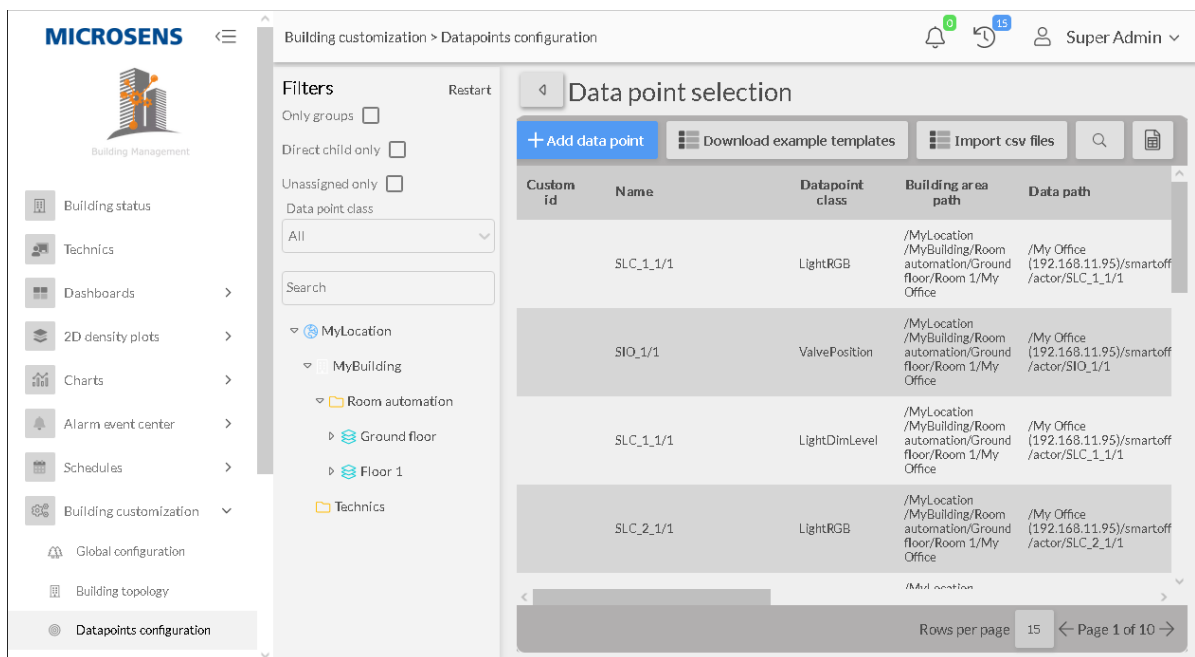 MICROSENS
Building Management
Building status
Technics
Dashboards
2D density plots
Charts
Alarm event center
Schedules
Building customization
Global configuration
Building topology
Datapoints configuration
Building customization > Datapoints configuration
0
15
Super Admin
Filters
Restart
Only groups
Direct child only
Unassigned only
Data point class
All
Search
MyLocation
MyBuilding
Room automation
Ground floor
Floor 1
Technics
Data point selection
+ Add data point
Download example templates
Import csv files
Custom
id
Name
Datapoint
class
Building area
path
Data path
SLC_1_1/1
LightRGB
/MyLocation
/MyBuilding/Room
automation/Ground
floor/Room 1/My
Office
/My Office
(192.168.11.95)/smartoff
/actor/SLC_1_1/1
SIO_1/1
ValvePosition
/MyLocation
/MyBuilding/Room
automation/Ground
floor/Room 1/My
Office
/My Office
(192.168.11.95)/smartoff
/actor/SIO_1/1
SLC_1_1/1
LightDimLevel
/MyLocation
/MyBuilding/Room
automation/Ground
floor/Room 1/My
Office
/My Office
(192.168.11.95)/smartoff
/actor/SLC_1_1/1
SLC_2_1/1
LightRGB
/MyLocation
/MyBuilding/Room
automation/Ground
floor/Room 1/My
Office
/My Office
(192.168.11.95)/smartoff
/actor/SLC_2_1/1
/MyLocation
Rows per page
15
Page 1 of 10